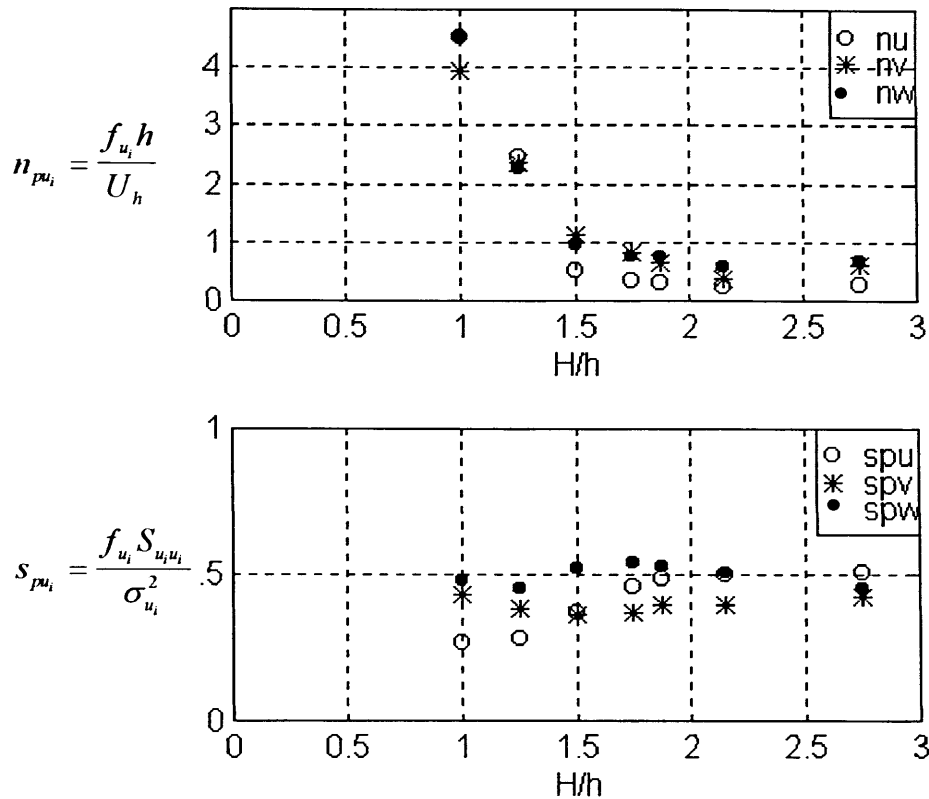 n_{pu_i} = \frac{f_{u_i} h}{U_h}
4
3
2
1
0
0 0.5 1 1.5 2 2.5 3
H/h
nu
nv
nw
s_{pu_i} = \frac{f_{u_i} S_{u_i u_i}}{\sigma_{u_i}^2}
1
.5
0
0 0.5 1 1.5 2 2.5 3
H/h
spu
spv
spw